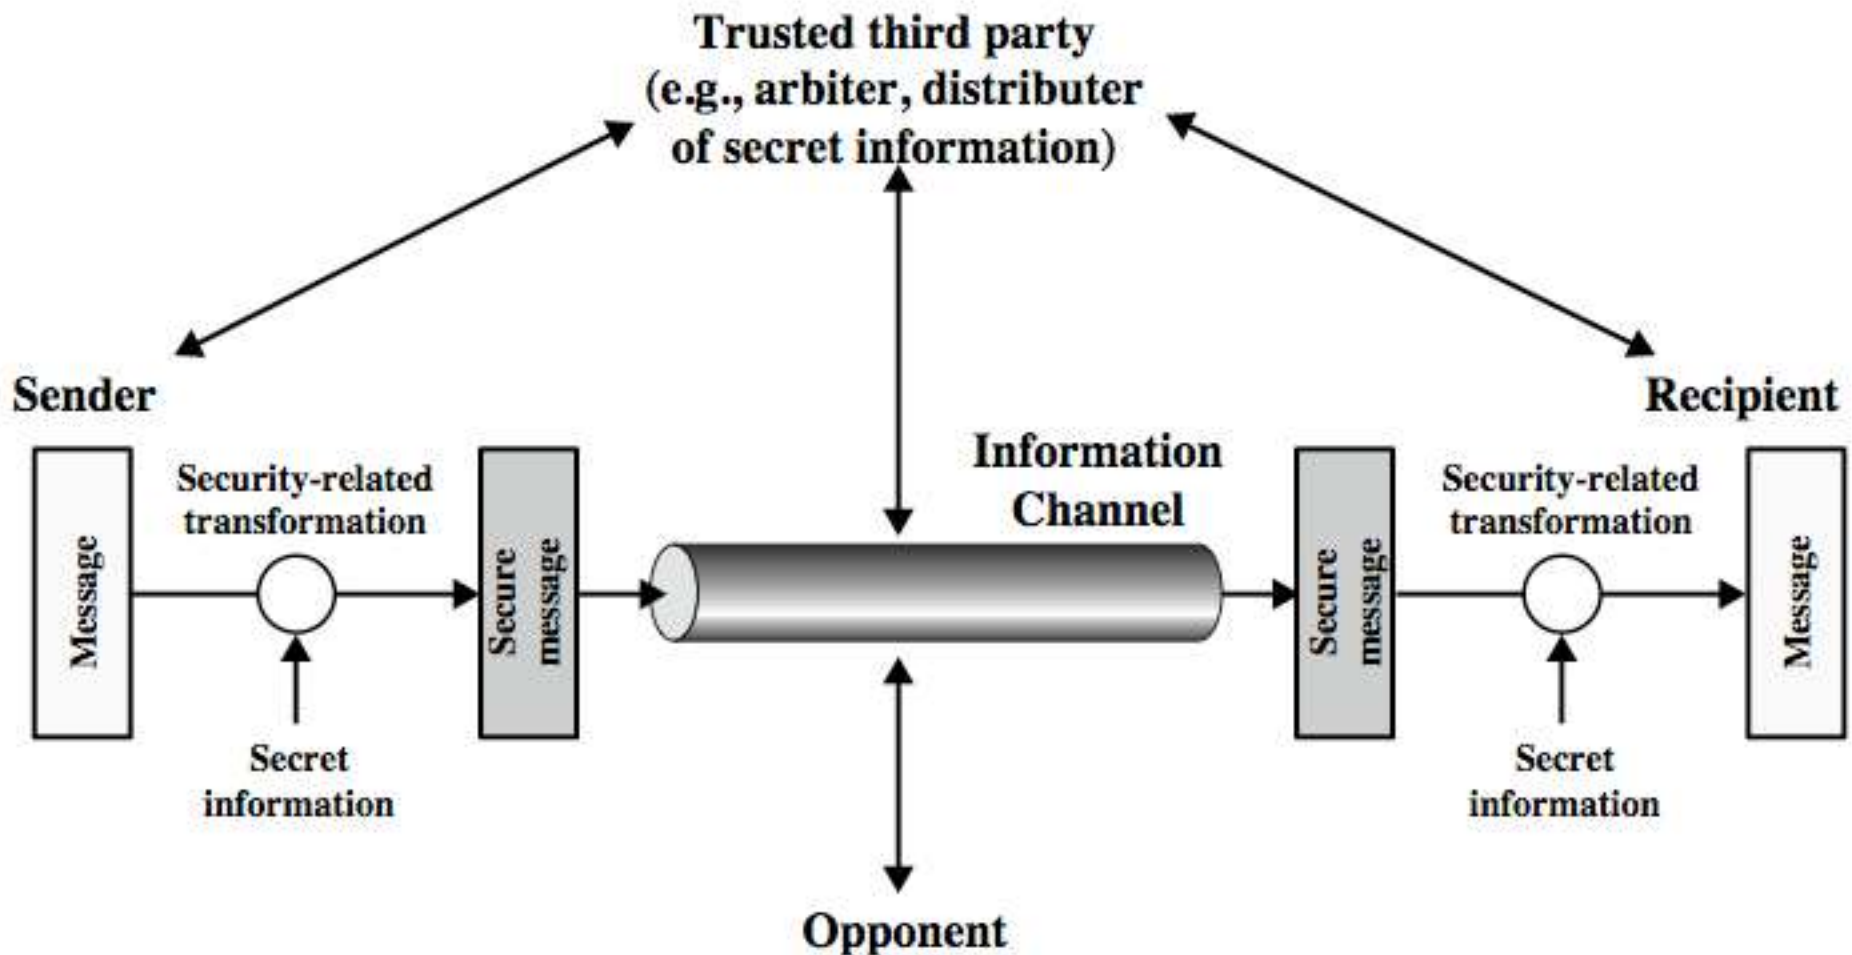 Trusted third party
(e.g., arbiter, distributer
of secret information)
Sender
Recipient
Information
Channel
Security-related
transformation
Security-related
transformation
Message
Secure
message
Secure
message
Message
Secret
information
Secret
information
Opponent